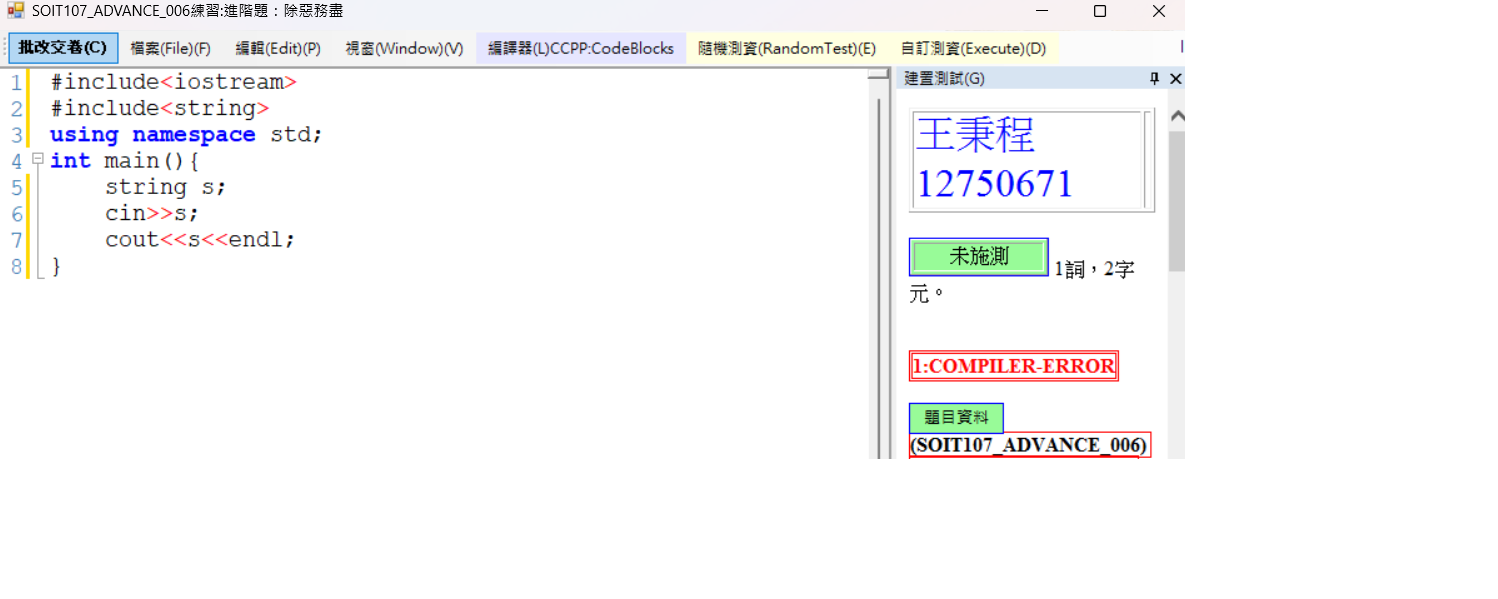 SOIT107_ADVANCE_006練習:進階題：除惡務盡
批改交卷(C) 檔案(File)(F) 編輯(Edit)(P) 視窗(Window)(V) 編譯器(L)CCPP:CodeBlocks 隨機測資(RandomTest)(E) 自訂測資(Execute)(D)
1 #include<iostream>
2 #include<string>
3 using namespace std;
4 int main(){
5 string s;
6 cin>>s;
7 cout<<s<<endl;
8 }
建置測試(G)
王秉程
12750671
未施測 1詞，2字
元。
1:COMPILER-ERROR
題目資料
(SOIT107_ADVANCE_006)